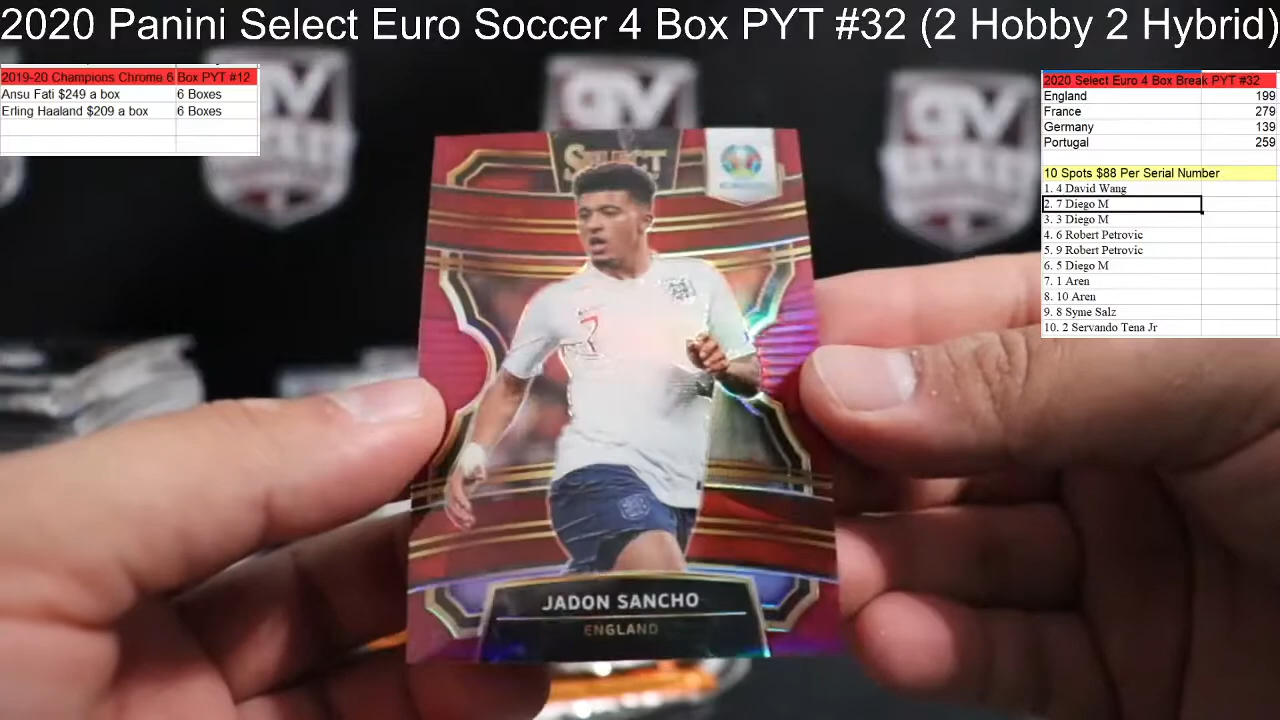 2020 Panini Select Euro Soccer 4 Box PYT #32 (2 Hobby 2 Hybrid)
2019-20 Champions Chrome 6 Box PYT #12
Ansu Fati $249 a box 6 Boxes
Erling Haaland $209 a box 6 Boxes
2020 Select Euro 4 Box Break PYT #32
England 199
France 279
Germany 139
Portugal 259
10 Spots $88 Per Serial Number
1. 4 David Wang
2. 7 Diego M
3. 3 Diego M
4. 6 Robert Petrovic
5. 9 Robert Petrovic
6. 5 Diego M
7. 1 Aren
8. 10 Aren
9. 8 Syme Salz
10. 2 Servando Tena Jr
SELECT
7
JADON SANCHO
ENGLAND